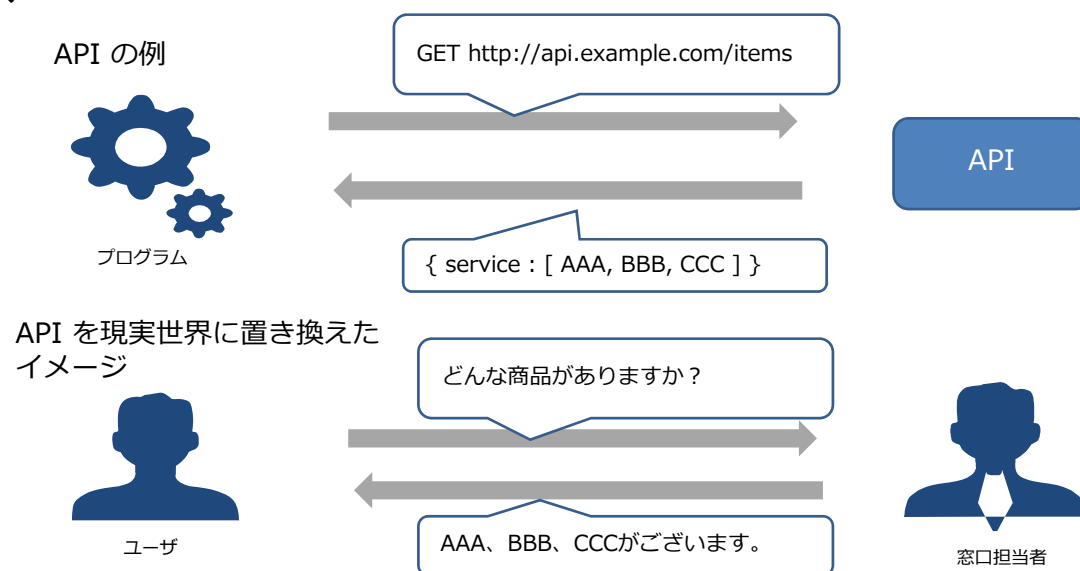 API の例
GET http://api.example.com/items
API
プログラム
{ service : [ AAA, BBB, CCC ] }
API を現実世界に置き換えた
イメージ
どんな商品がありますか？
ユーザ
AAA、BBB、CCCがございます。
窓口担当者